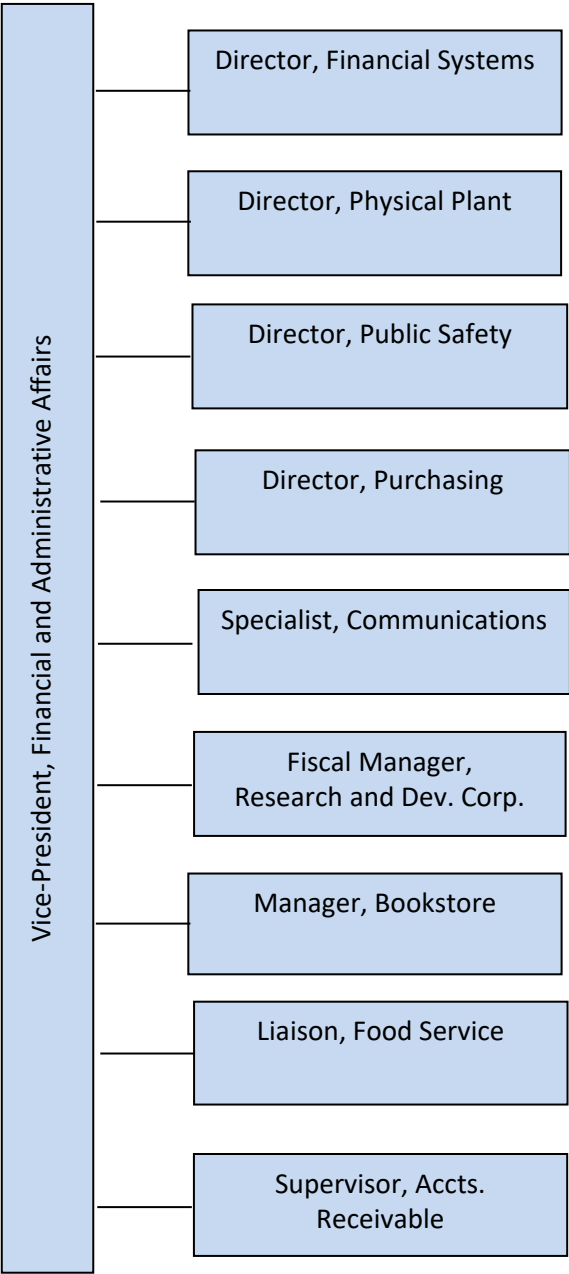 Vice-President, Financial and Administrative Affairs
Director, Financial Systems
Director, Physical Plant
Director, Public Safety
Director, Purchasing
Specialist, Communications
Fiscal Manager,
Research and Dev. Corp.
Manager, Bookstore
Liaison, Food Service
Supervisor, Accts.
Receivable